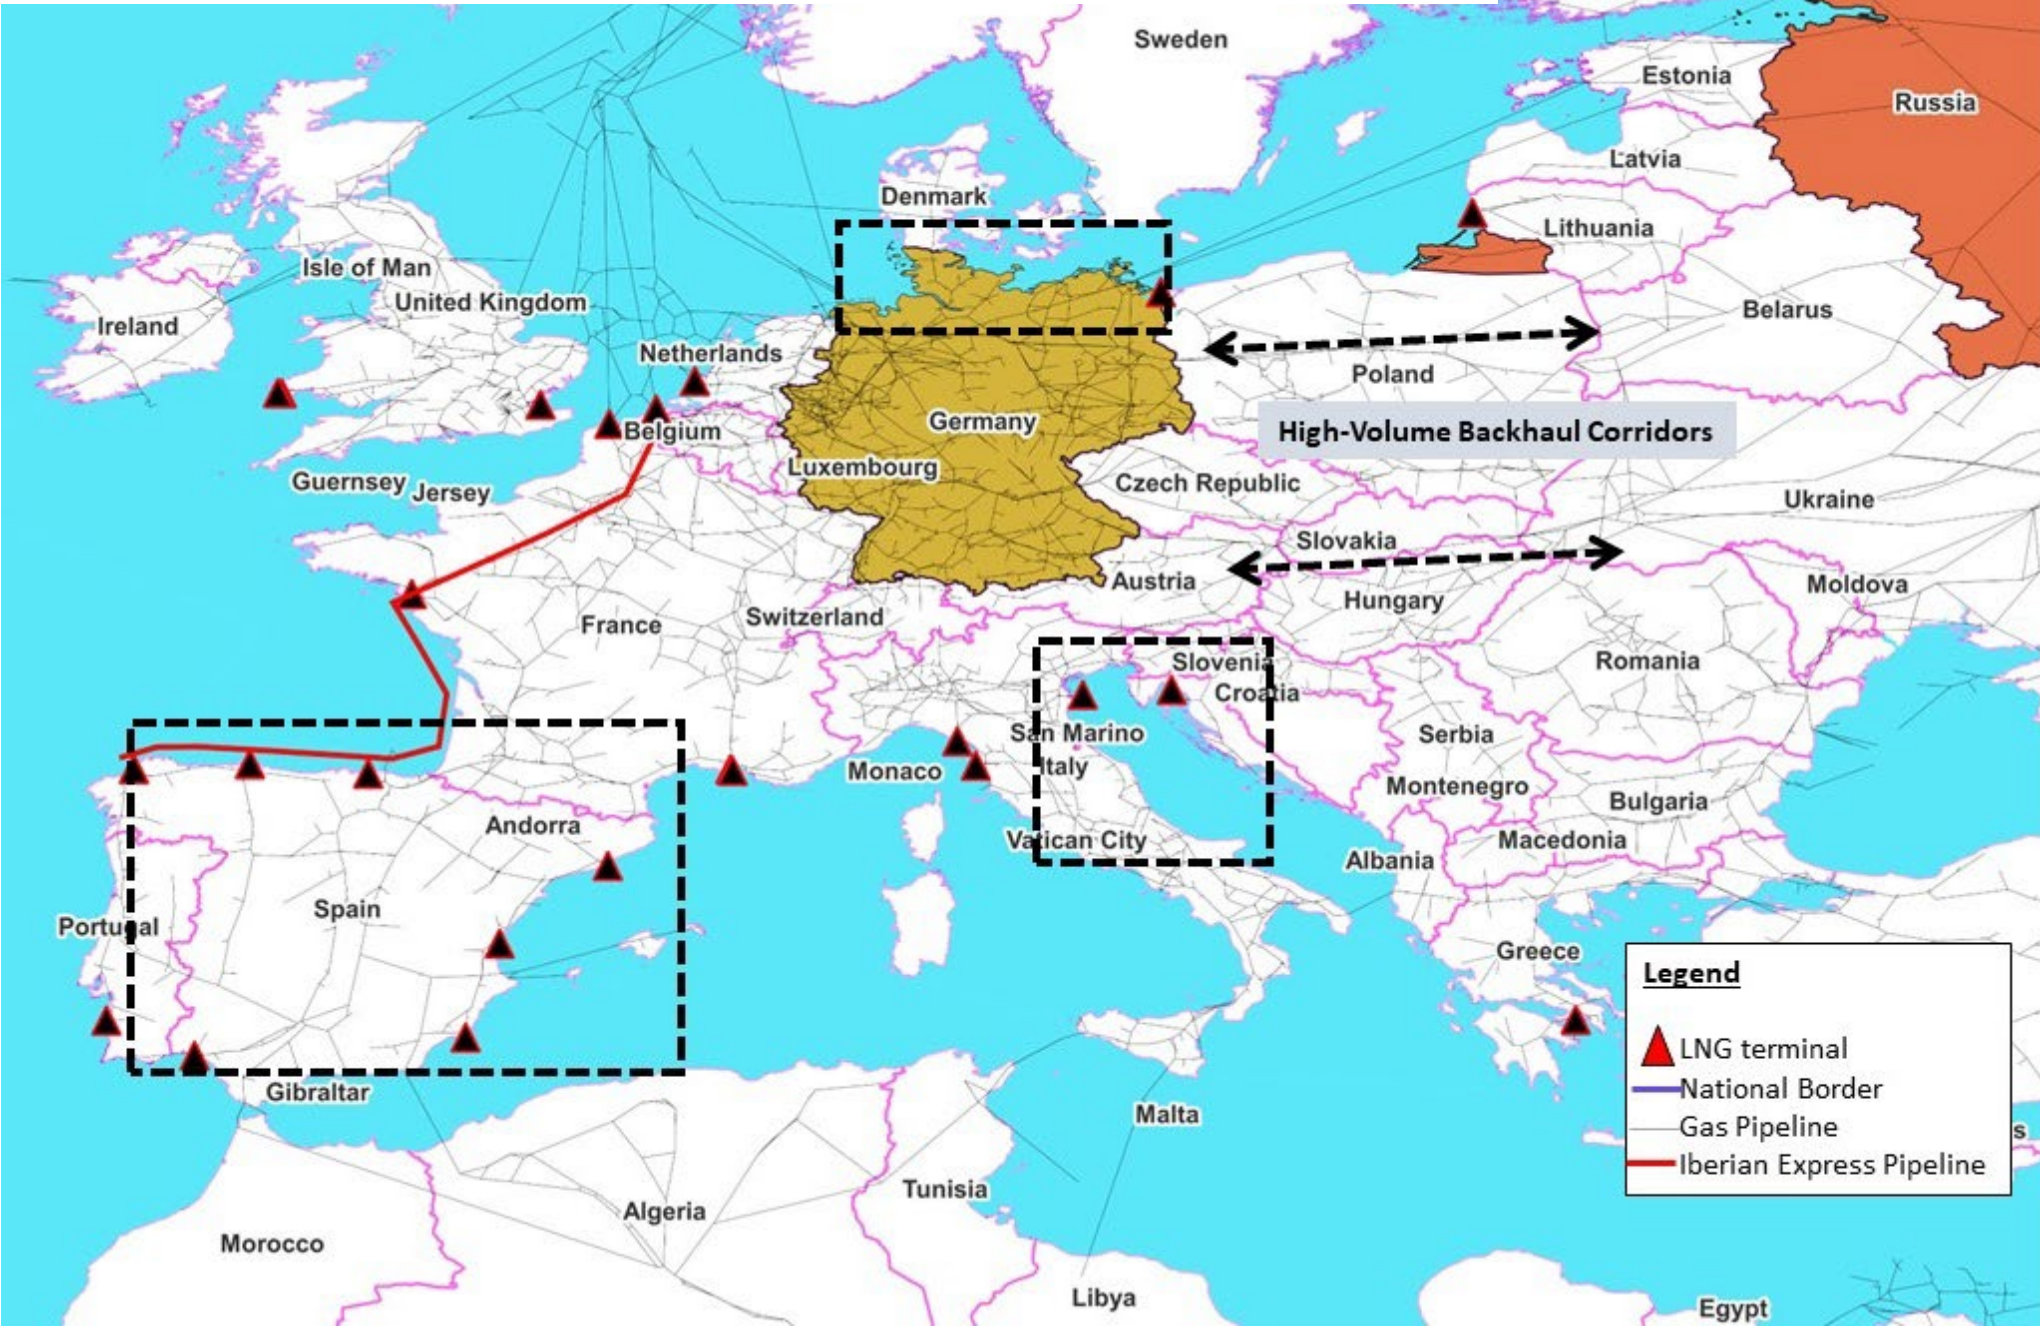 Sweden
Estonia
Russia
Latvia
Denmark
Lithuania
Isle of Man
United Kingdom
Ireland
Belarus
Netherlands
Poland
Germany
Belgium
High-Volume Backhaul Corridors
Luxembourg
Guernsey
Jersey
Czech Republic
Ukraine
Slovakia
Austria
Moldova
Hungary
Switzerland
France
Slovenia
Romania
Croatia
San Marino
Serbia
Italy
Monaco
Montenegro
Bulgaria
Andorra
Vatican City
Macedonia
Albania
Spain
Portugal
Greece
Legend
LNG terminal
National Border
Gas Pipeline
Iberian Express Pipeline
s
Gibraltar
Malta
Tunisia
Algeria
Morocco
Libya
Egypt